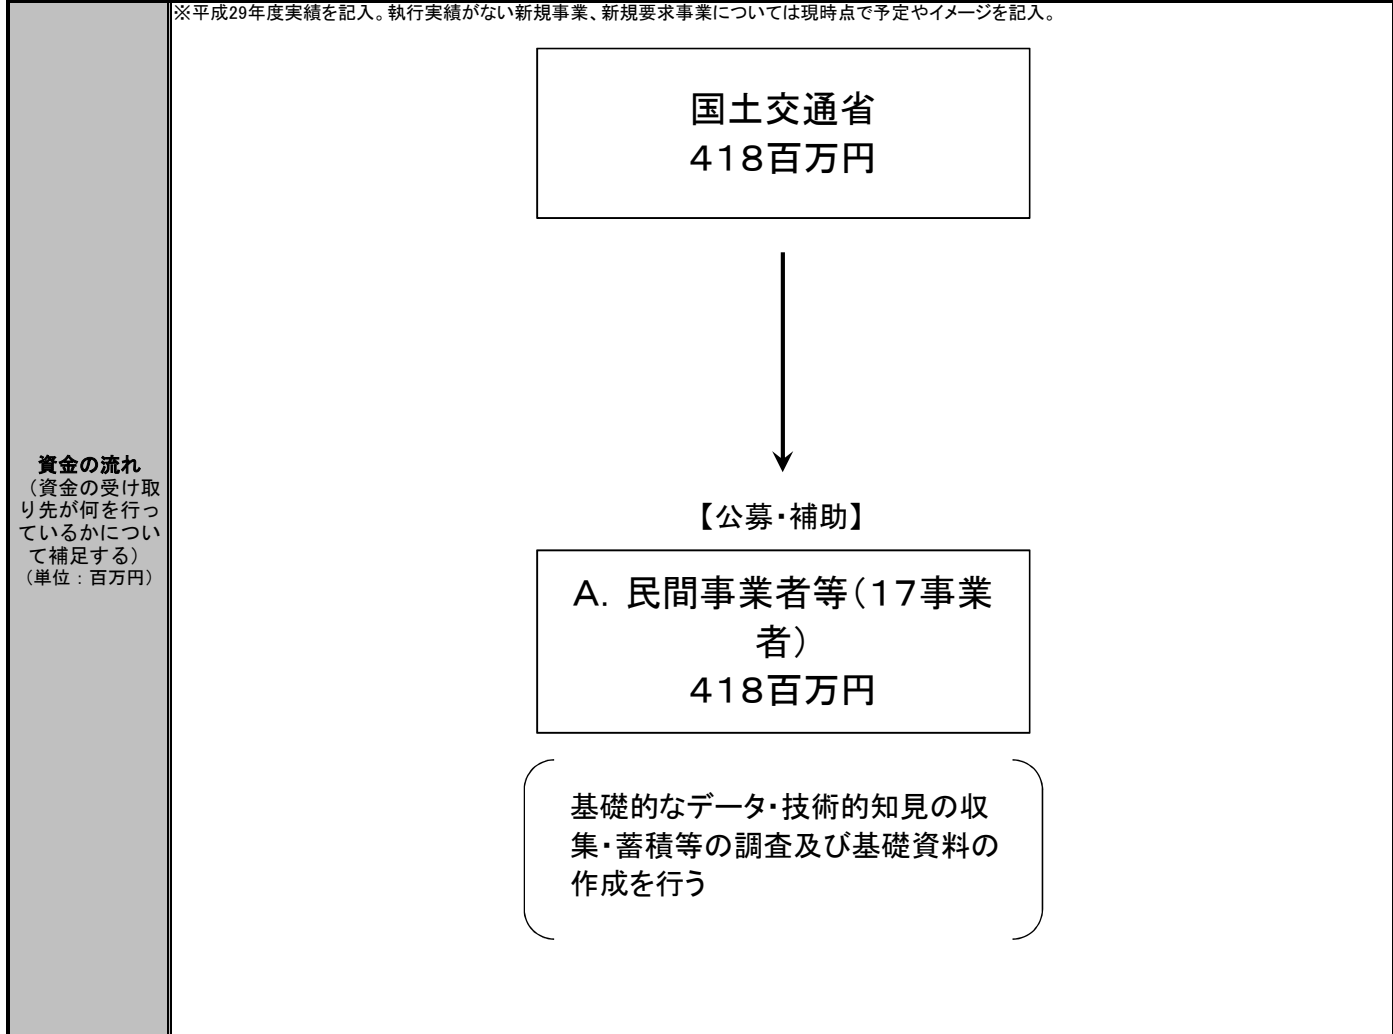 ※平成29年度実績を記入。執行実績がない新規事業、新規要求事業については現時点で予定やイメージを記入。
国土交通省
418百万円
資金の流れ
（資金の受け取
り先が何を行っ
ているかについ
て補足する）
（単位：百万円）
【公募・補助】
A．民間事業者等（17事業
者）
418百万円
基礎的なデータ・技術的知見の収
集・蓄積等の調査及び基礎資料の
作成を行う